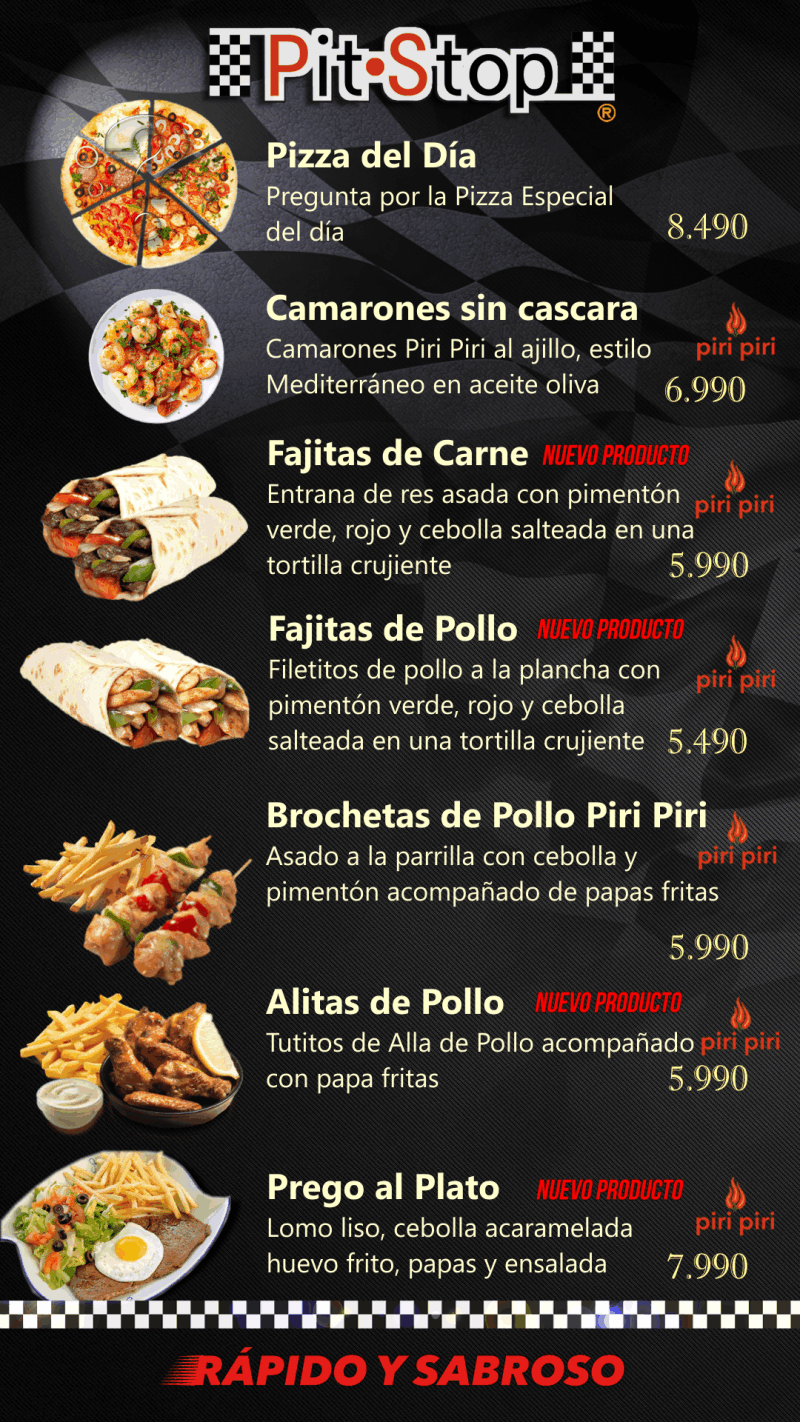 Pit·Stop
®
Pizza del Día
Pregunta por la Pizza Especial
del día
8.490
Camarones sin cascara
Camarones Piri Piri al ajillo, estilo
Mediterráneo en aceite oliva
piri piri
6.990
Fajitas de Carne NUEVO PRODUCTO
Entrana de res asada con pimentón
verde, rojo y cebolla salteada en una
tortilla crujiente
piri piri
5.990
Fajitas de Pollo NUEVO PRODUCTO
Filetitos de pollo a la plancha con
pimentón verde, rojo y cebolla
salteada en una tortilla crujiente
piri piri
5.490
Brochetas de Pollo Piri Piri
Asado a la parrilla con cebolla y
pimentón acompañado de papas fritas
piri piri
5.990
Alitas de Pollo NUEVO PRODUCTO
Tutitos de Alla de Pollo acompañado
con papa fritas
piri piri
5.990
Prego al Plato NUEVO PRODUCTO
Lomo liso, cebolla acaramelada
huevo frito, papas y ensalada
piri piri
7.990
RÁPIDO Y SABROSO